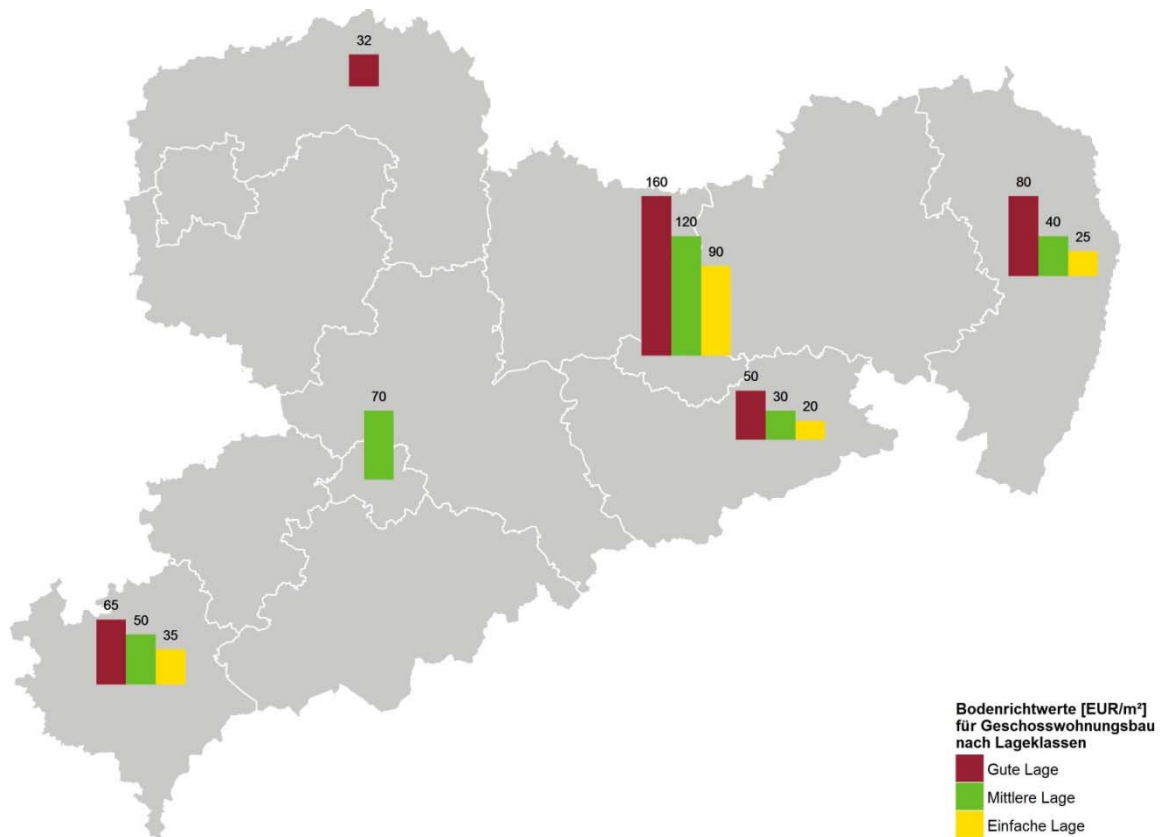 32
160
120
90
80
40
25
50
30
20
70
65
50
35
Bodenrichtwerte [EUR/m²]
für Geschosswohnungsbau
nach Lageklassen
Gute Lage
Mittlere Lage
Einfache Lage